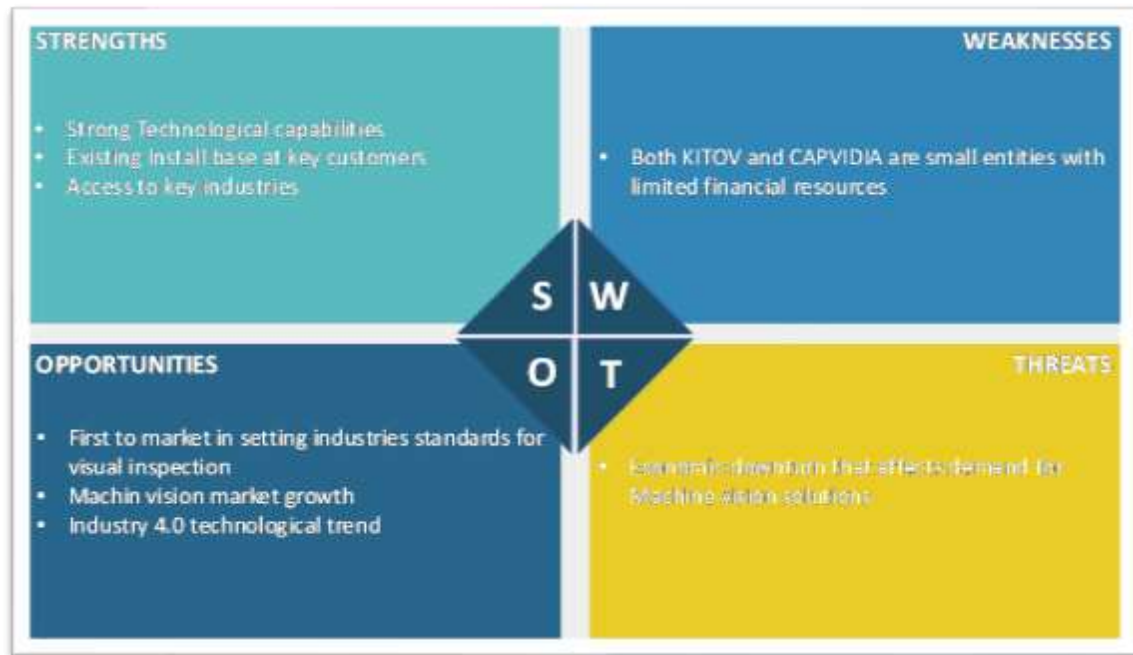 STRENGTHS
• Strong Technological capabilities
• Existing Install base at key customers
• Access to key industries
WEAKNESSES
• Both KITOV and CAPVIDIA are small entities with
limited financial resources
S W
O T
OPPORTUNITIES
• First to market in setting industries standards for
visual inspection
• Machin vision market growth
• Industry 4.0 technological trend
THREATS
• Economic downturn that affects demand for
Machine vision solutions